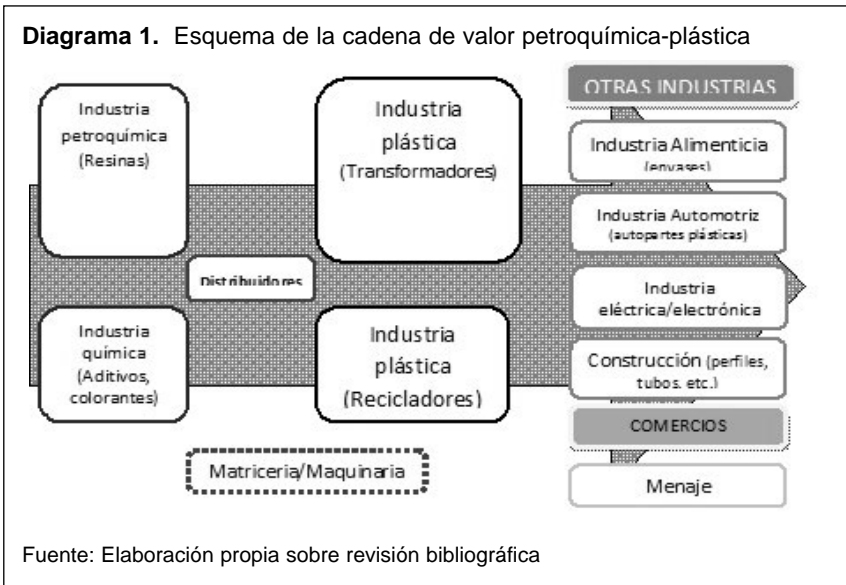 Diagrama 1. Esquema de la cadena de valor petroquímica-plástica
Industria
petroquímica
(Resinas)
Industria
química
(Aditivos,
colorantes)
Distribuidores
Industria
plástica
(Transformadores)
Industria
plástica
(Recicladores)
Matriceria/Maquinaria
OTRAS INDUSTRIAS
Industria Alimenticia
(envases)
Industria Automotriz
(autopartes plásticas)
Industria
eléctrica/electrónica
Construcción (perfiles,
tubos. etc.)
COMERCIOS
Menaje
Fuente: Elaboración propia sobre revisión bibliográfica